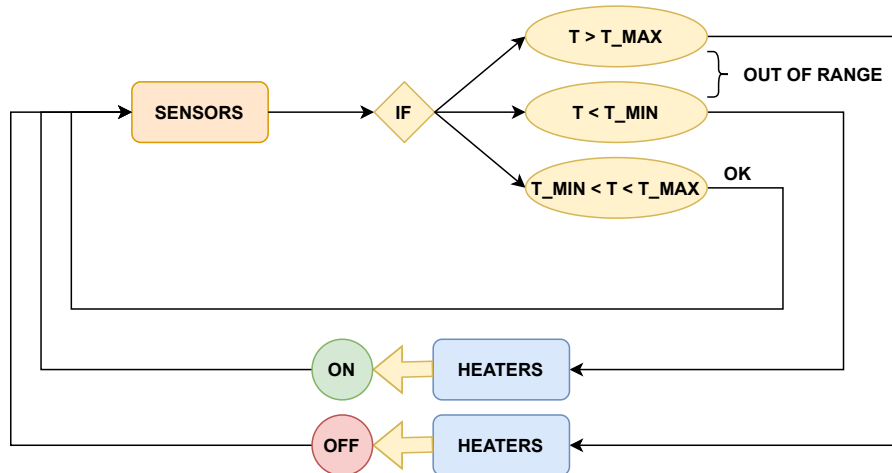 T > T_MAX
OUT OF RANGE
SENSORS
IF
T < T_MIN
OK
T_MIN < T < T_MAX
ON
HEATERS
OFF
HEATERS